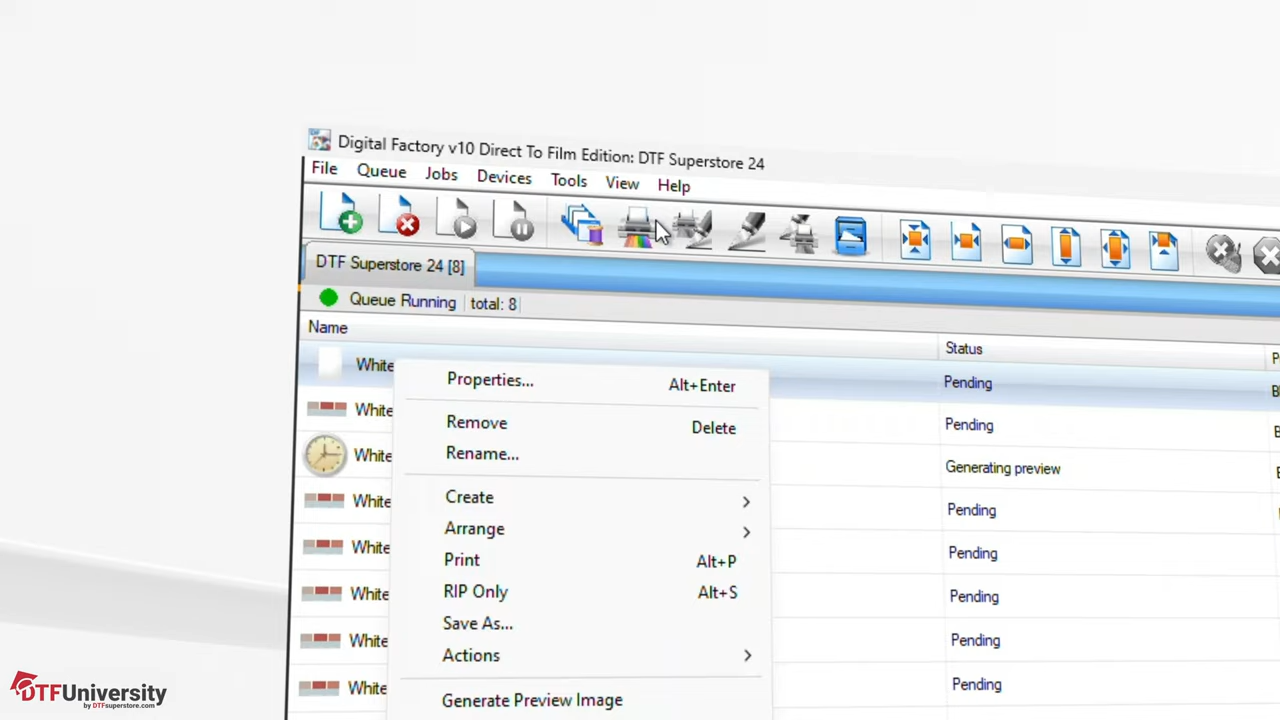 Digital Factory v10 Direct To Film Edition: DTF Superstore 24
File Queue Jobs Devices Tools View Help
DTF Superstore 24 [8]
Queue Running total: 8
Name Status
White Pending
Properties... Alt+Enter
White Pending
Remove Delete
Rename...
White Generating preview
White Pending
Create
Arrange
White Pending
Print Alt+P
White Pending
RIP Only Alt+S
Save As...
White Pending
Actions
White Pending
Generate Preview Image
DTFUniversity
by DTFsuperstore.com